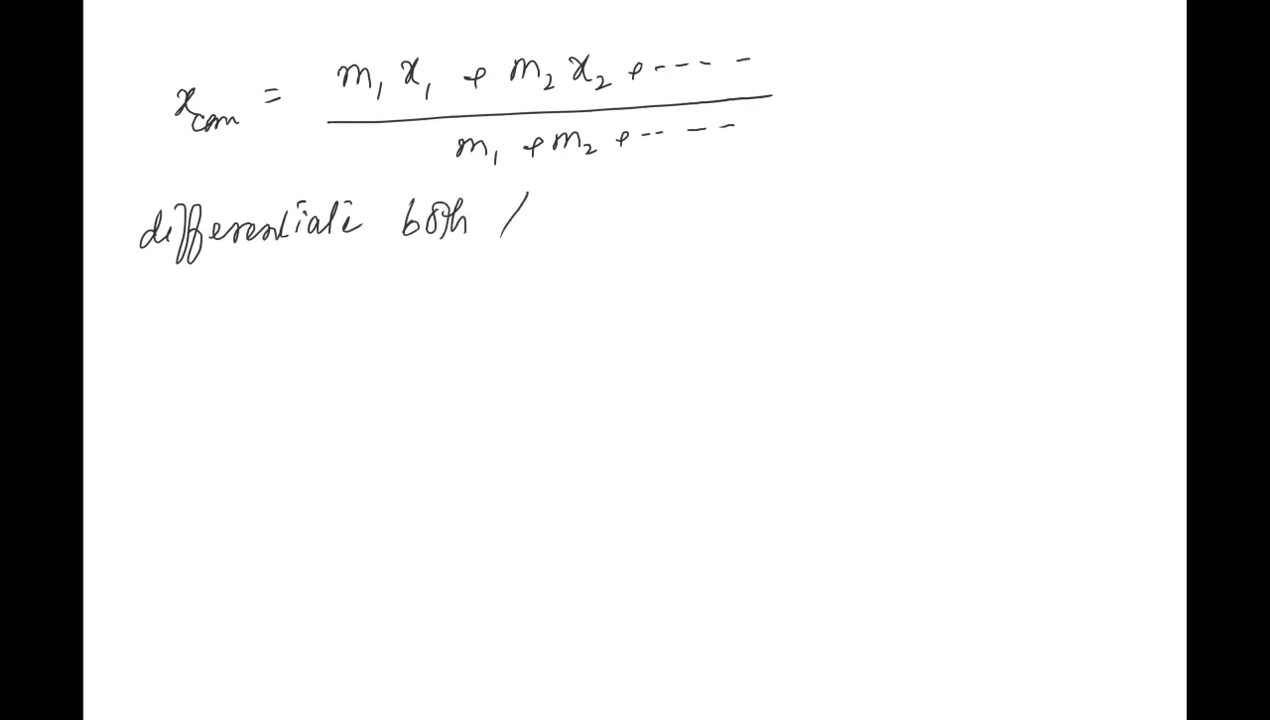 x_com = (m₁x₁ + m₂x₂ + -----) / (m₁ + m₂ + -----)
differentiate both